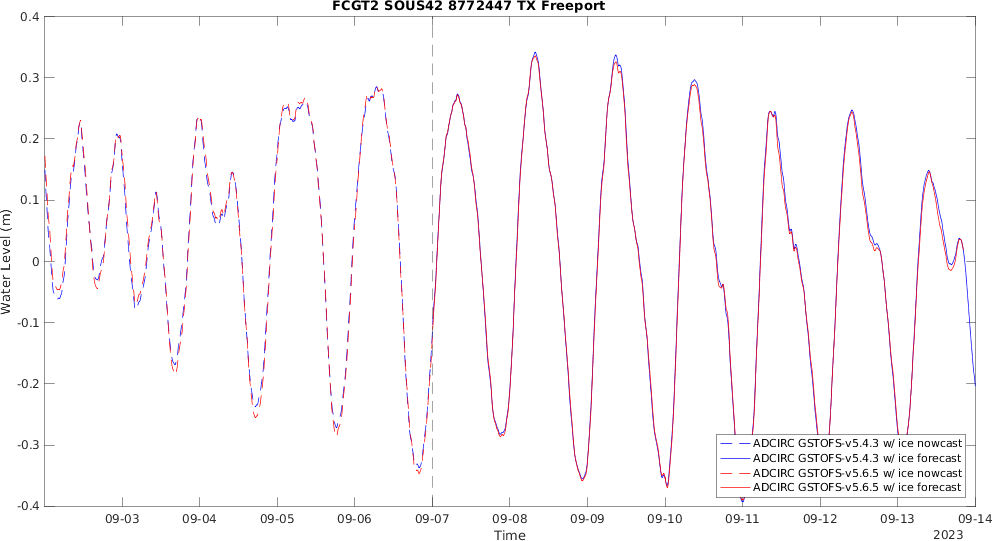 FCGT2 SOUS42 8772447 TX Freeport
0.4
0.3
0.2
0.1
0
-0.1
-0.2
-0.3
-0.4
Water Level (m)
ADCIRC GSTOFS-v5.4.3 w/ ice nowcast
ADCIRC GSTOFS-v5.4.3 w/ ice forecast
ADCIRC GSTOFS-v5.6.5 w/ ice nowcast
ADCIRC GSTOFS-v5.6.5 w/ ice forecast
09-03 09-04 09-05 09-06 09-07 09-08 09-09 09-10 09-11 09-12 09-13 09-14
Time
2023